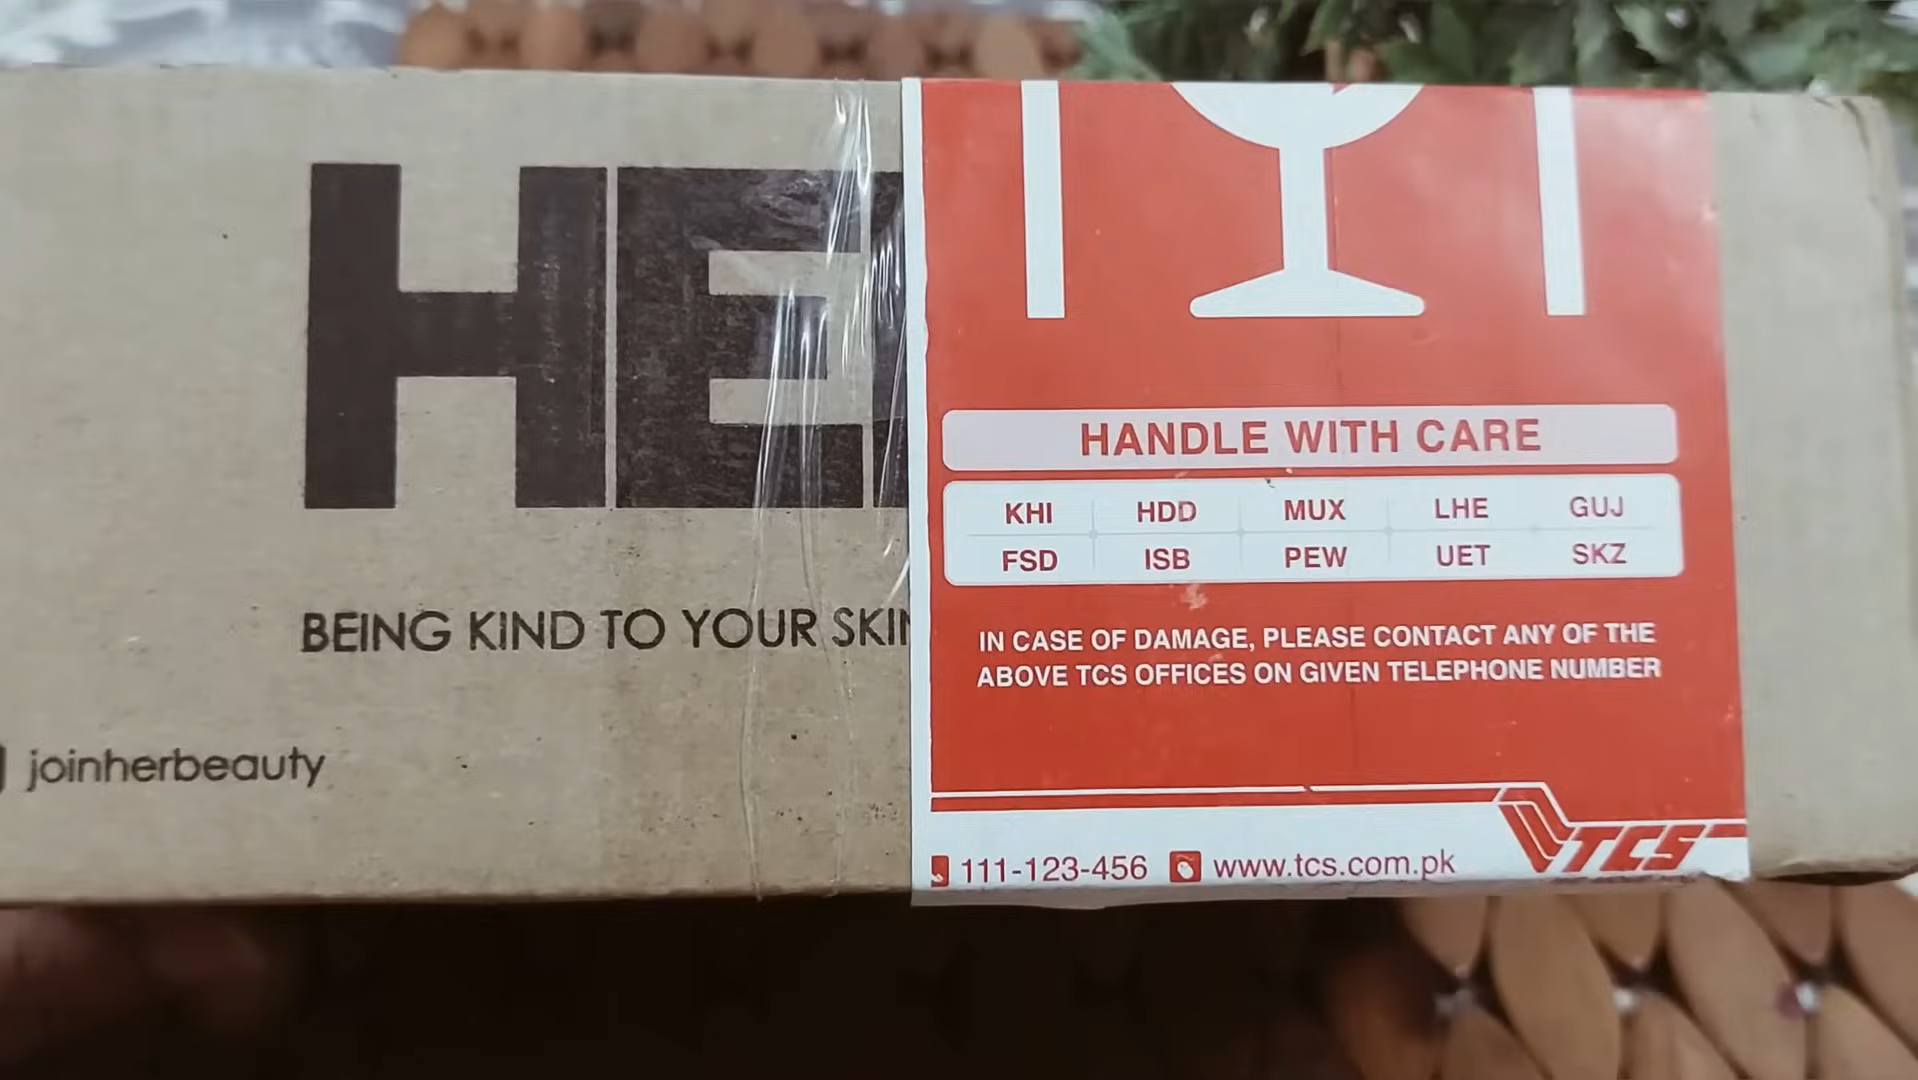 HE
BEING KIND TO YOUR SKIN
joinherbeauty
HANDLE WITH CARE
KHI HDD MUX LHE GUJ
FSD ISB PEW UET SKZ
IN CASE OF DAMAGE, PLEASE CONTACT ANY OF THE
ABOVE TCS OFFICES ON GIVEN TELEPHONE NUMBER
111-123-456 www.tcs.com.pk TCS